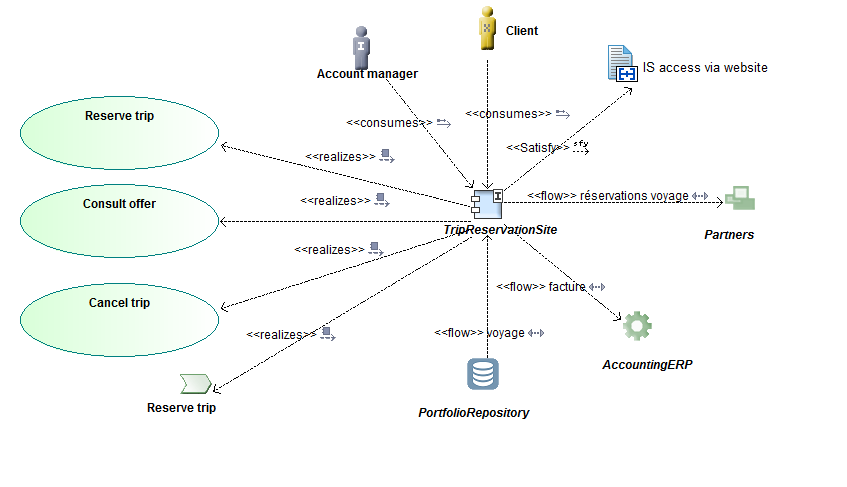 Client
Account manager
IS access via website
Reserve trip
<<consumes>>
<<consumes>>
<<Satisfy>>
<<realizes>>
Consult offer
<<realizes>>
<<flow>> réservations voyage
TripReservationSite
Partners
<<realizes>>
Cancel trip
<<flow>> facture
<<realizes>>
<<flow>> voyage
AccountingERP
Reserve trip
PortfolioRepository